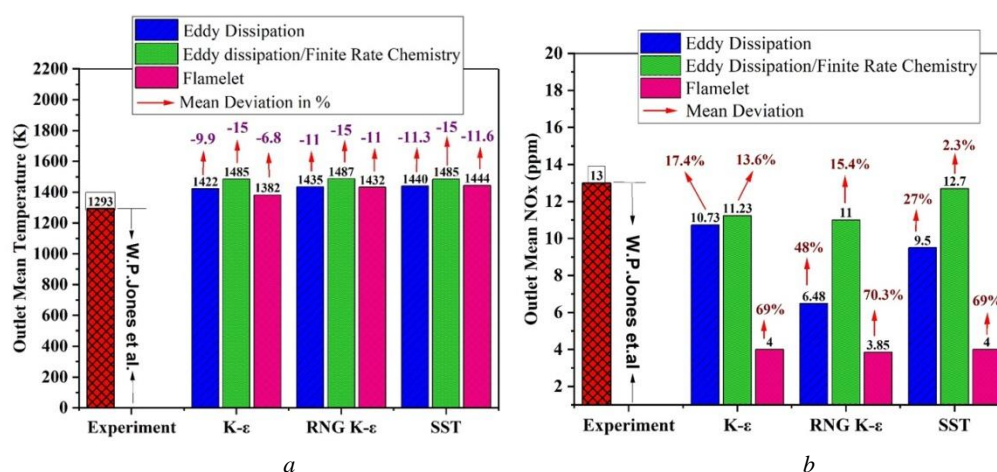 Eddy Dissipation
Eddy dissipation/Finite Rate Chemistry
Flamelet
Mean Deviation in %
Outlet Mean Temperature (K)
2200
2000
1800
1600
1400
1200
1000
800
600
400
200
0
1293
W.P.Jones et al.
-9.9
-15
-6.8
-11
-15
-11
-11.3
-15
-11.6
1422
1485
1382
1435
1487
1432
1440
1485
1444
Experiment
K-ε
RNG K-ε
SST
a
Eddy Dissipation
Eddy Dissipation/Finite Rate Chemistry
Flamelet
Mean Deviation
Outlet Mean NOx (ppm)
20
18
16
14
12
10
8
6
4
2
13
W.P.Jones et.al
17.4%
13.6%
69%
48%
15.4%
70.3%
27%
2.3%
69%
10.73
11.23
4
6.48
11
3.85
9.5
12.7
4
Experiment
K-ε
RNG K-ε
SST
b